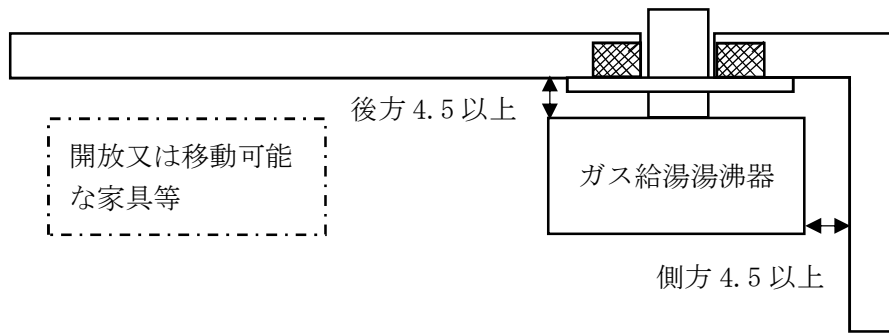 後方 4.5 以上
開放又は移動可能
な家具等
ガス給湯湯沸器
側方 4.5 以上